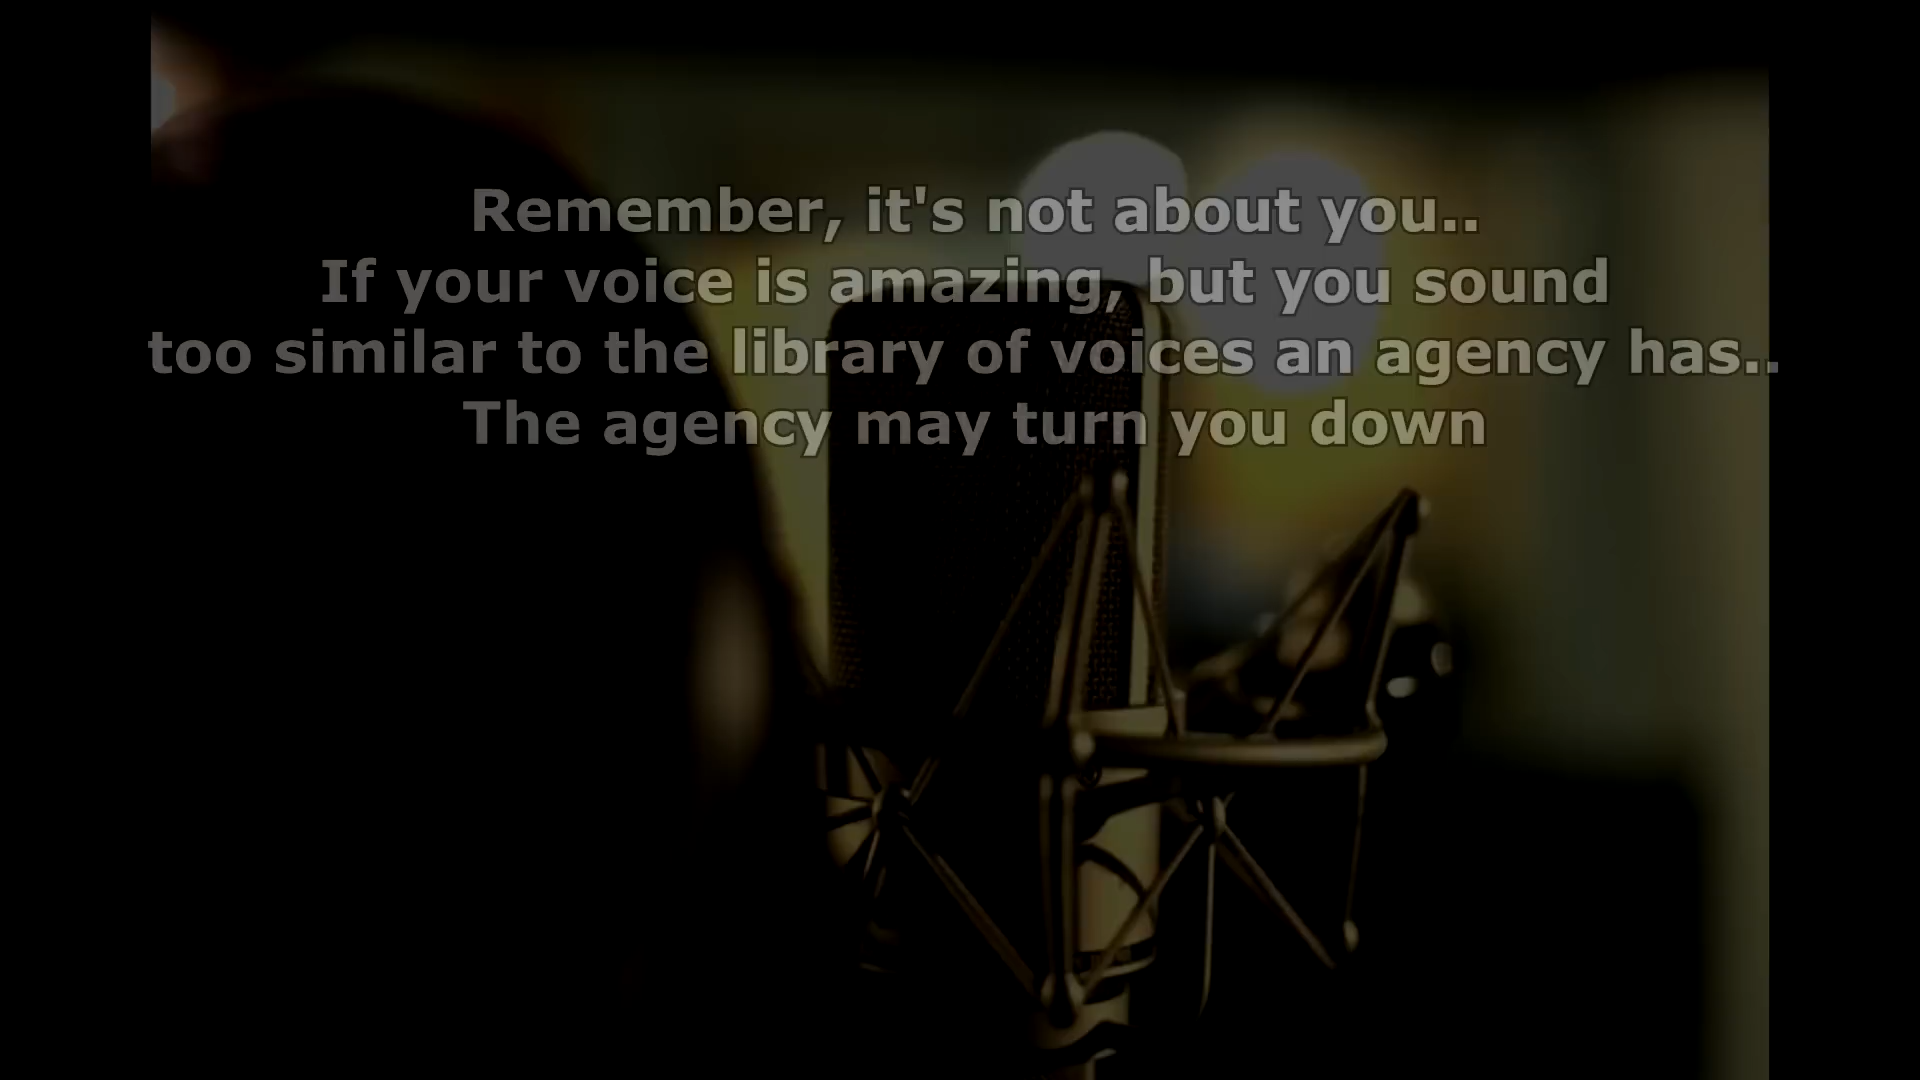 Remember, it's not about you..
If your voice is amazing, but you sound
too similar to the library of voices an agency has..
The agency may turn you down